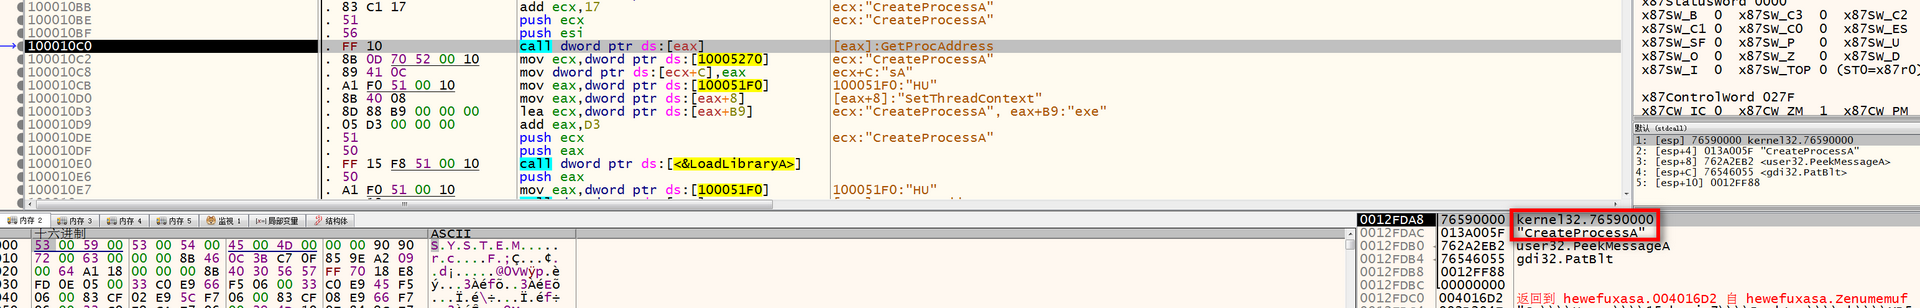 100010BB . 83 C1 17 add ecx,17 ecx:"CreateProcessA"
100010BE . 51 push ecx ecx:"CreateProcessA"
100010BF . 56 push esi
100010C0 . FF 10 call dword ptr ds:[eax] [eax]:GetProcAddress
100010C2 . 8B 0D 70 52 00 10 mov ecx,dword ptr ds:[10005270] ecx:"CreateProcessA"
100010C8 . 89 41 0C mov dword ptr ds:[ecx+C],eax ecx+C:"sA"
100010CB . A1 F0 51 00 10 mov eax,dword ptr ds:[100051F0] 100051F0:"HU"
100010D0 . 8B 40 08 mov eax,dword ptr ds:[eax+8] [eax+8]:"SetThreadContext"
100010D3 . 8D 88 B9 00 00 00 lea ecx,dword ptr ds:[eax+B9] ecx:"CreateProcessA", eax+B9:"exe"
100010D9 . 05 D3 00 00 00 add eax,D3
100010DE . 51 push ecx ecx:"CreateProcessA"
100010DF . 50 push eax
100010E0 . FF 15 F8 51 00 10 call dword ptr ds:[<&LoadLibraryA>]
100010E6 . 50 push eax
100010E7 . A1 F0 51 00 10 mov eax,dword ptr ds:[100051F0] 100051F0:"HU"
x87StatusWord 0000
x87SW_B 0 x87SW_C3 0 x87SW_C2
x87SW_C1 0 x87SW_C0 0 x87SW_ES
x87SW_SF 0 x87SW_P 0 x87SW_U
x87SW_O 0 x87SW_Z 0 x87SW_D
x87SW_I 0 x87SW_TOP 0 (ST0=x87r0)
x87ControlWord 027F
x87CW_IC 0 x87CW_ZM 1 x87CW_PM
默认 (stdcall)
1: [esp] 76590000 kernel32.76590000
2: [esp+4] 013A005F "CreateProcessA"
3: [esp+8] 762A2EB2 <user32.PeekMessageA>
4: [esp+C] 76546055 <gdi32.PatBlt>
5: [esp+10] 0012FF88
内存 2 内存 3 内存 4 内存 5 监视 1 [x=] 局部变量 结构体
十六进制 ASCII
000 53 00 59 00 53 00 54 00 45 00 4D 00 00 00 90 90 S.Y.S.T.E.M.....
010 72 00 63 00 00 00 8B 46 0C 3B C7 0F 85 9E A2 09 r.c....F.;Ç...¢.
020 00 64 A1 18 00 00 00 8B 40 30 56 57 FF 70 18 E8 .d¡.....@0VWÿp.è
030 FD 0E 05 00 33 C0 E9 66 F5 06 00 33 C0 E9 45 F5 ý...3Àéfõ..3ÀéEõ
040 06 00 83 CF 02 E9 5C F7 06 00 83 CF 08 E9 66 F7 ...Ï.é\÷...Ï.éf÷
0012FDA8 76590000 kernel32.76590000
0012FDAC 013A005F "CreateProcessA"
0012FDB0 762A2EB2 user32.PeekMessageA
0012FDB4 76546055 gdi32.PatBlt
0012FDB8 0012FF88
0012FDBC 00000000
0012FDC0 004016D2 返回到 hewefuxasa.004016D2 自 hewefuxasa.Zenumemuf